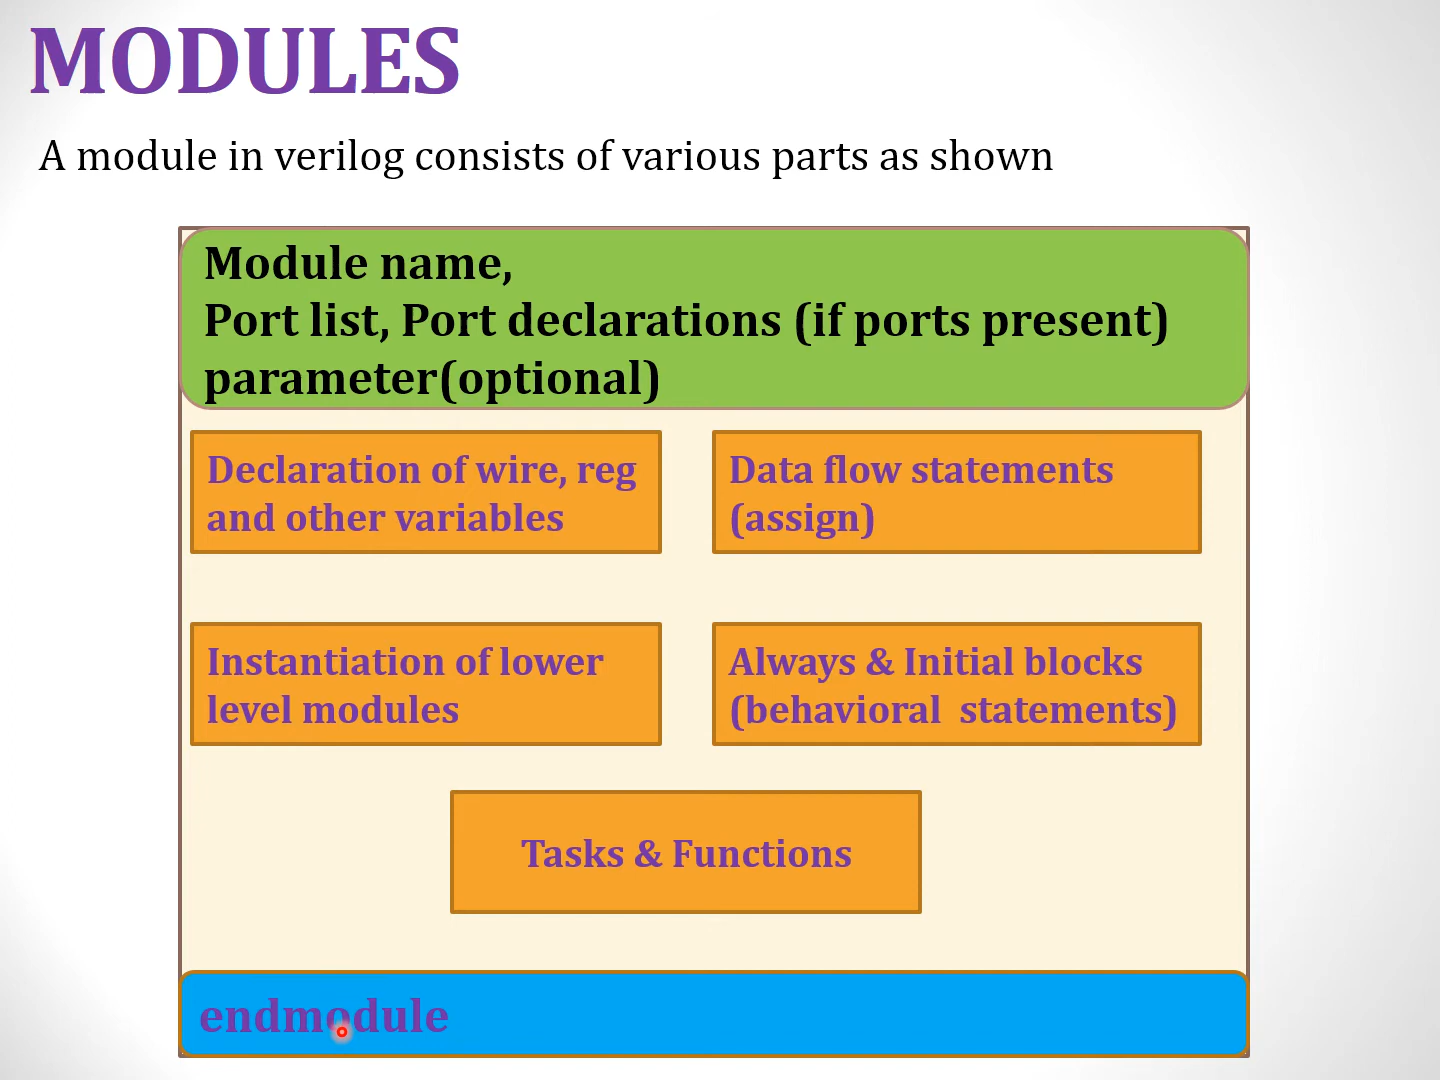 MODULES
A module in verilog consists of various parts as shown
Module name,
Port list, Port declarations (if ports present)
parameter(optional)
Declaration of wire, reg
and other variables
Data flow statements
(assign)
Instantiation of lower
level modules
Always & Initial blocks
(behavioral  statements)
Tasks & Functions
endmodule